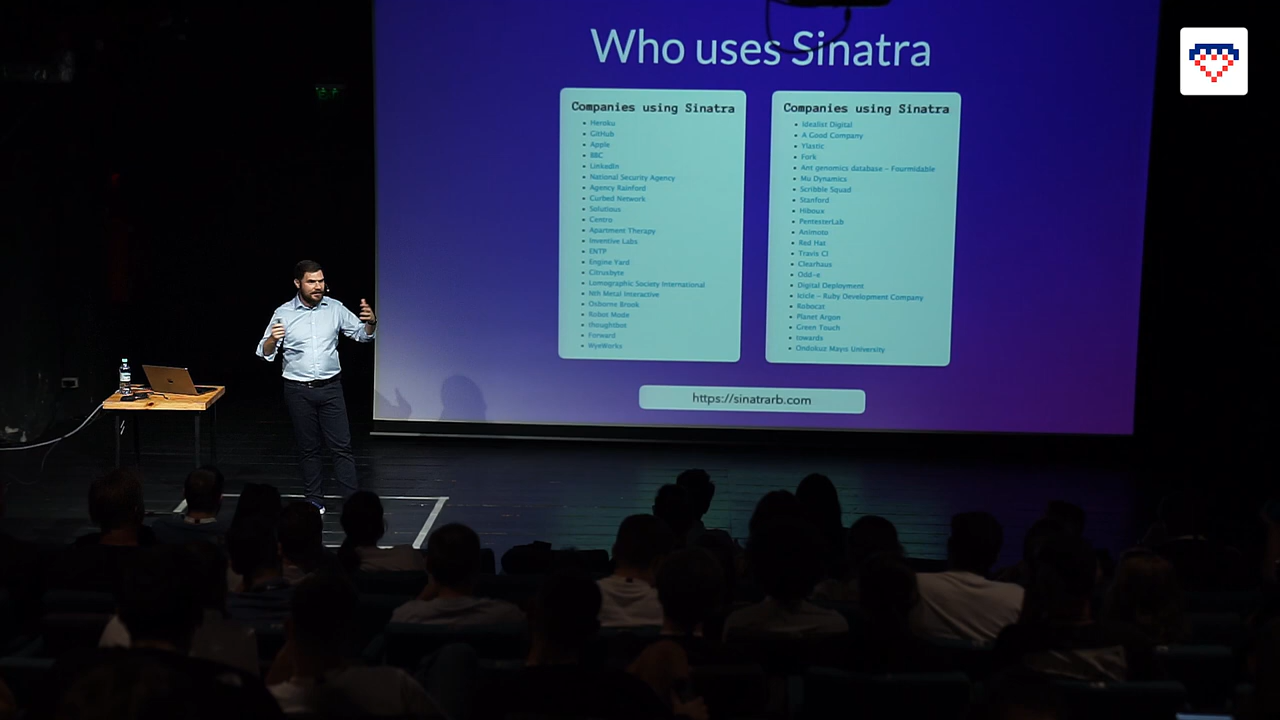 Who uses Sinatra
Companies using Sinatra
Heroku
GitHub
Apple
BBC
LinkedIn
National Security Agency
Agency Rainford
Curbed Network
Solutious
Centro
Apartment Therapy
Inventive Labs
ENTP
Engine Yard
Citrusbyte
Lomographic Society International
Nth Metal Interactive
Osborne Brook
Robot Mode
thoughtbot
Forward
WyeWorks
Companies using Sinatra
Idealist Digital
A Good Company
Ylastic
Fork
Ant genomics database - Fourmidable
Mu Dynamics
Scribble Squad
Stanford
Hiboux
PentesterLab
Animoto
Red Hat
Travis CI
Clearhaus
Odd-e
Digital Deployment
Icicle - Ruby Development Company
Robocat
Planet Argon
Green Touch
towards
Ondokuz Mayıs University
https://sinatrarb.com